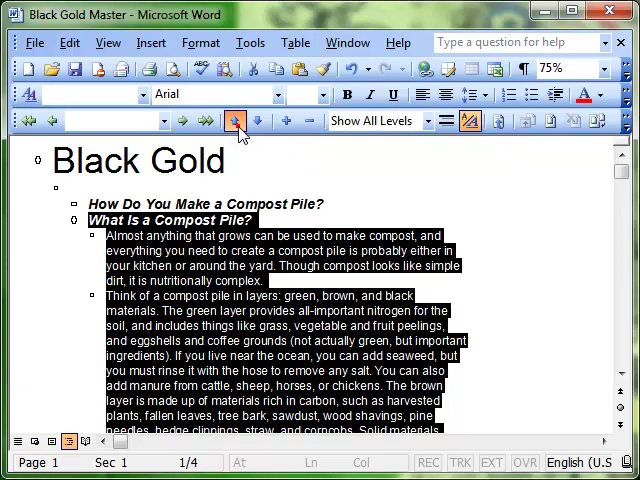 Black Gold Master - Microsoft Word
File Edit View Insert Format Tools Table Window Help Type a question for help
75%
Arial B I U A
Show All Levels
Black Gold
How Do You Make a Compost Pile?
What Is a Compost Pile?
Almost anything that grows can be used to make compost, and
everything you need to create a compost pile is probably either in
your kitchen or around the yard. Though compost looks like simple
dirt, it is nutritionally complex.
Think of a compost pile in layers: green, brown, and black
materials. The green layer provides all-important nitrogen for the
soil, and includes things like grass, vegetable and fruit peelings,
and eggshells and coffee grounds (not actually green, but important
ingredients). If you live near the ocean, you can add seaweed, but
you must rinse it with the hose to remove any salt. You can also
add manure from cattle, sheep, horses, or chickens. The brown
layer is made up of materials rich in carbon, such as harvested
plants, fallen leaves, tree bark, sawdust, wood shavings, pine
needles, hedge clippings, straw, and corncobs. Solid materials
Page 1 Sec 1 1/4 At Ln Col REC TRK EXT OVR English (U.S